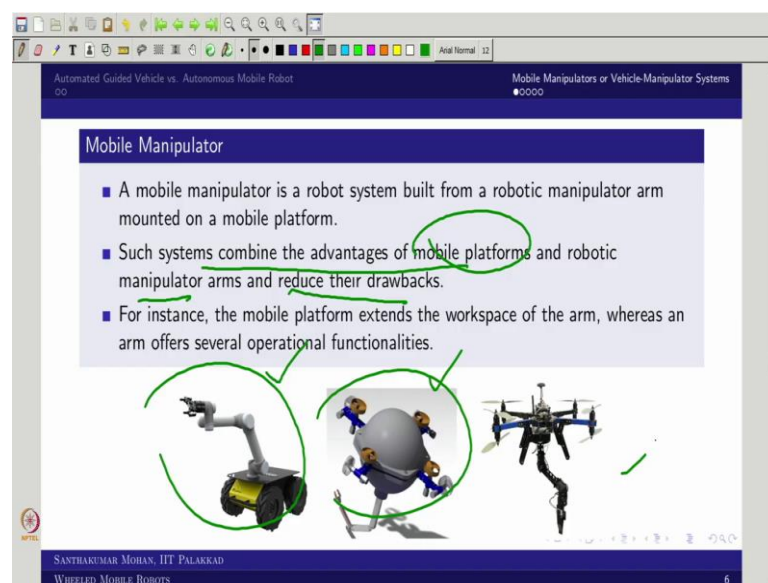 Arial Normal 12
Automated Guided Vehicle vs. Autonomous Mobile Robot
Mobile Manipulators or Vehicle-Manipulator Systems
Mobile Manipulator
A mobile manipulator is a robot system built from a robotic manipulator arm
mounted on a mobile platform.
Such systems combine the advantages of mobile platforms and robotic
manipulator arms and reduce their drawbacks.
For instance, the mobile platform extends the workspace of the arm, whereas an
arm offers several operational functionalities.
NPTEL
SANTHAKUMAR MOHAN, IIT PALAKKAD
WHEELED MOBILE ROBOTS
6